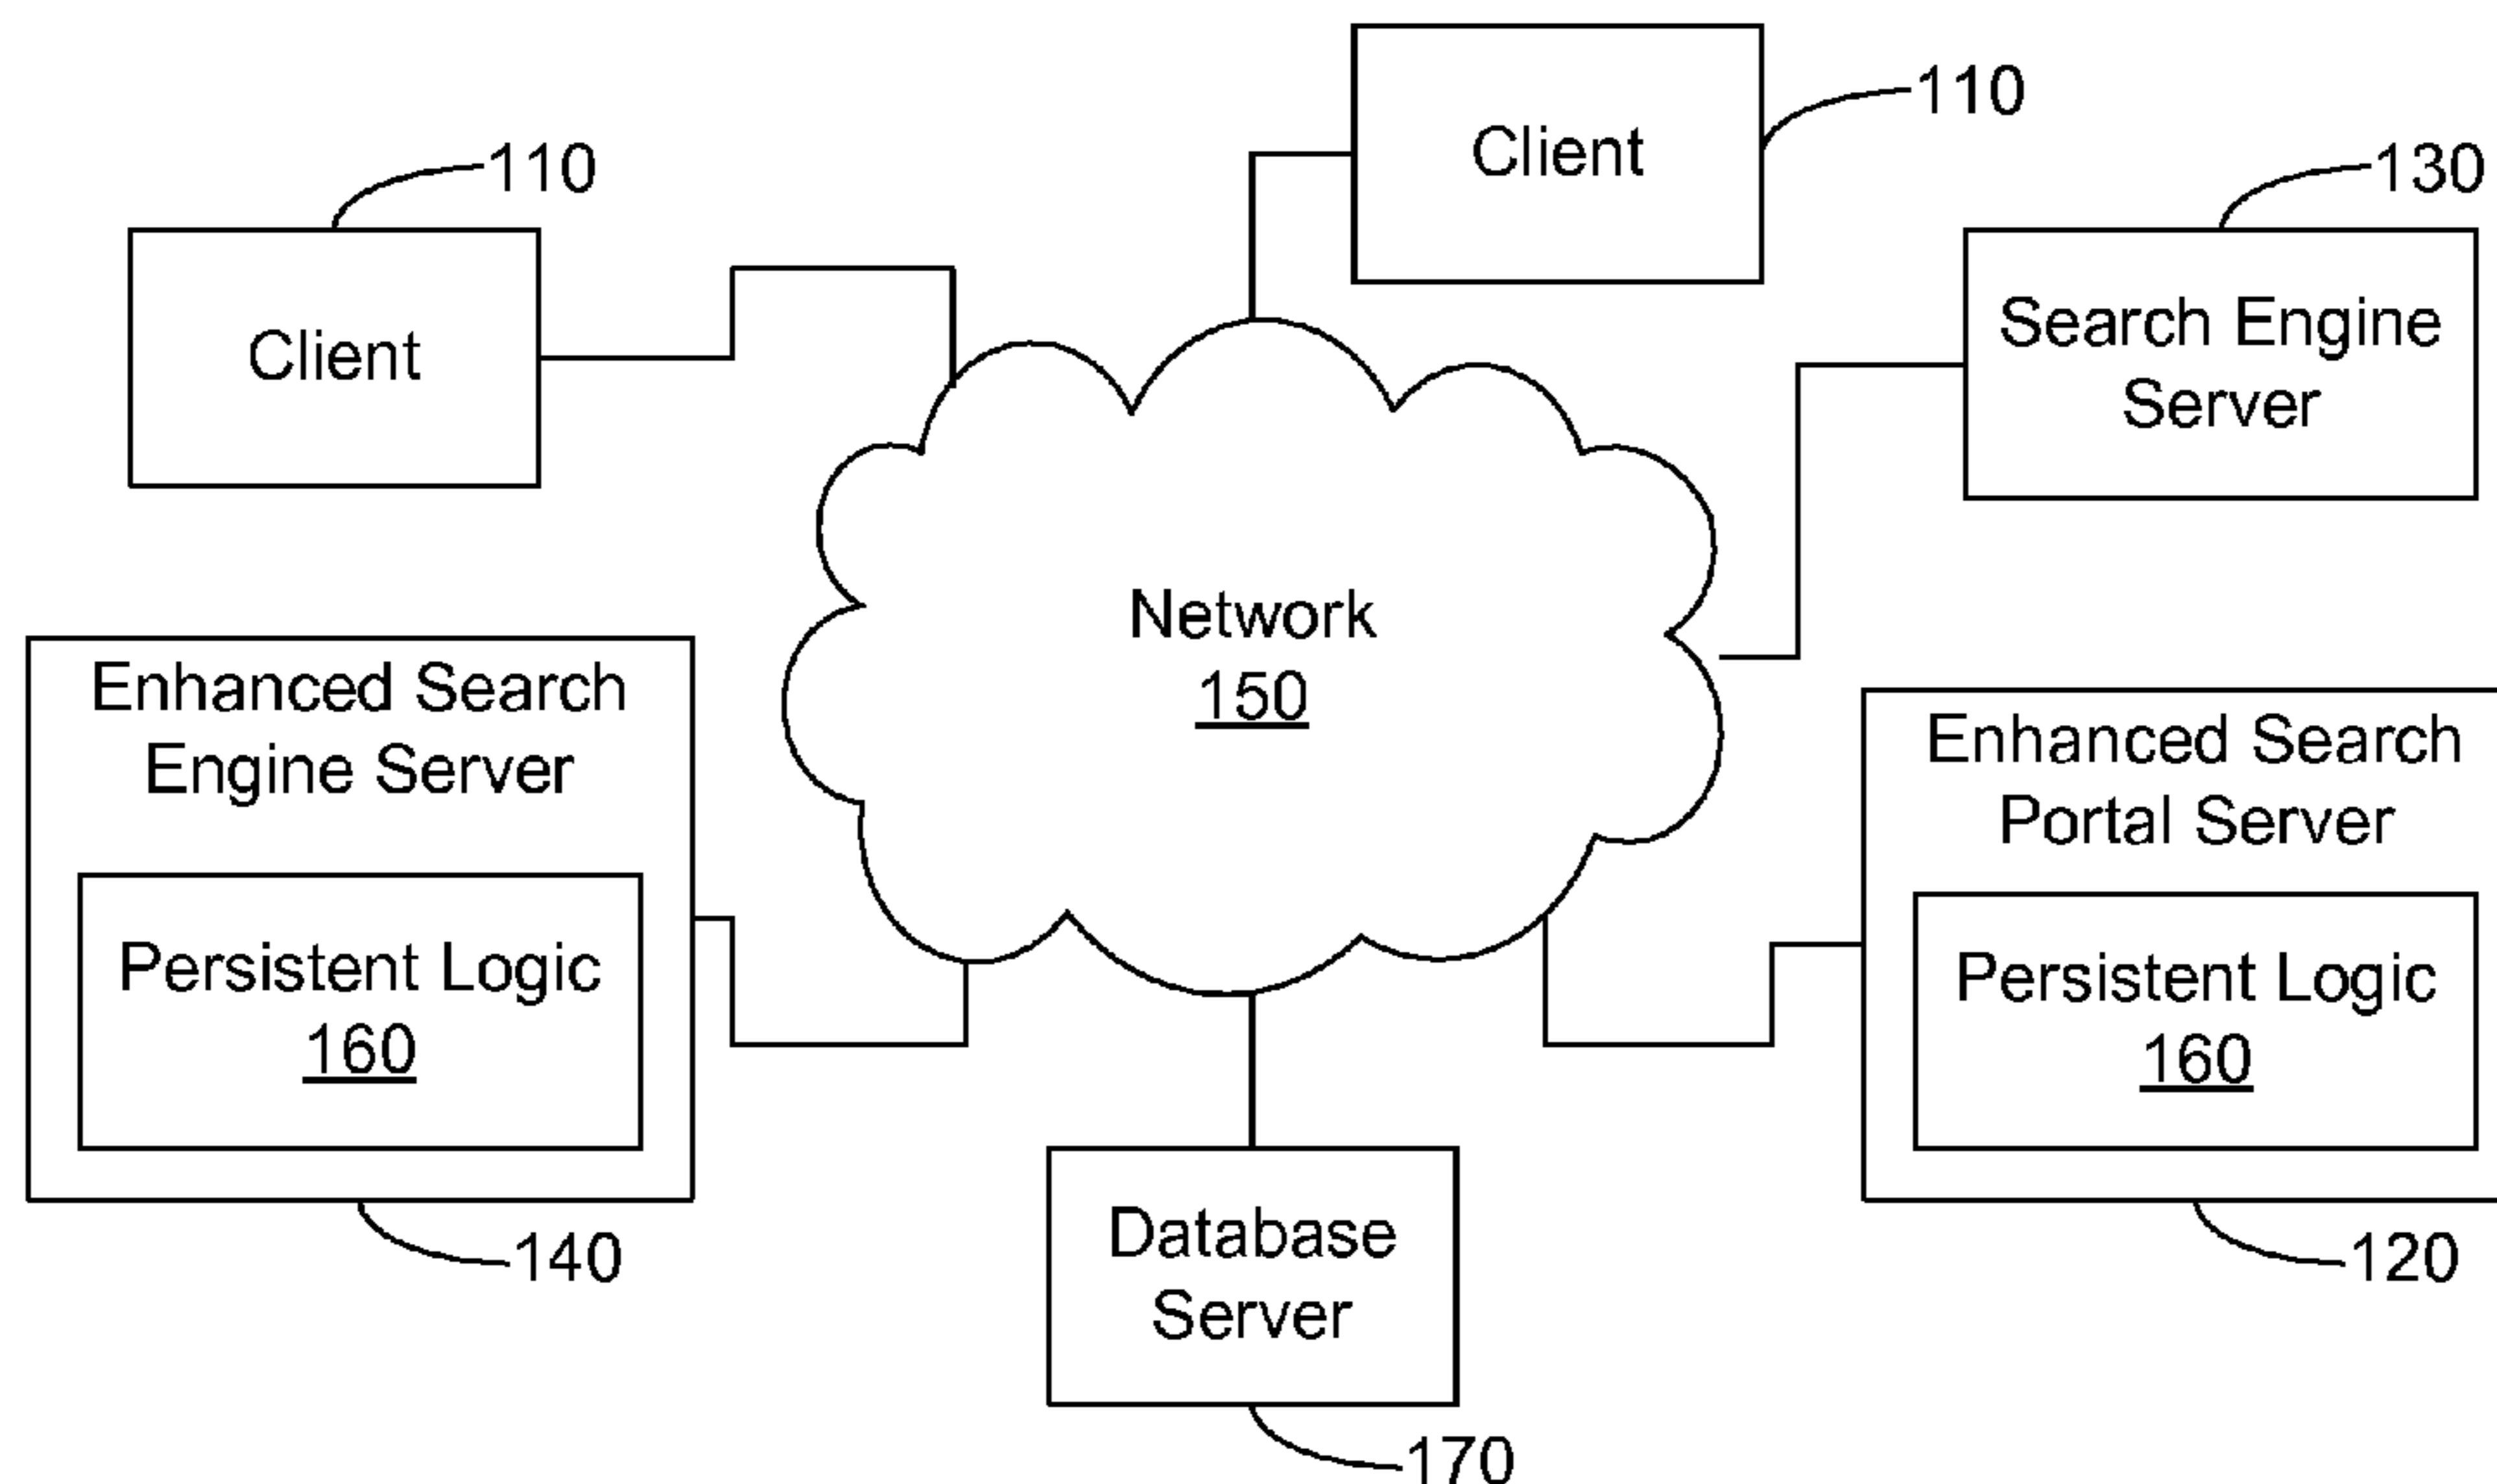 110
Client
110
Client
130
Search Engine
Server
Network
150
Enhanced Search
Engine Server
Persistent Logic
160
140
Enhanced Search
Portal Server
Persistent Logic
160
120
Database
Server
170